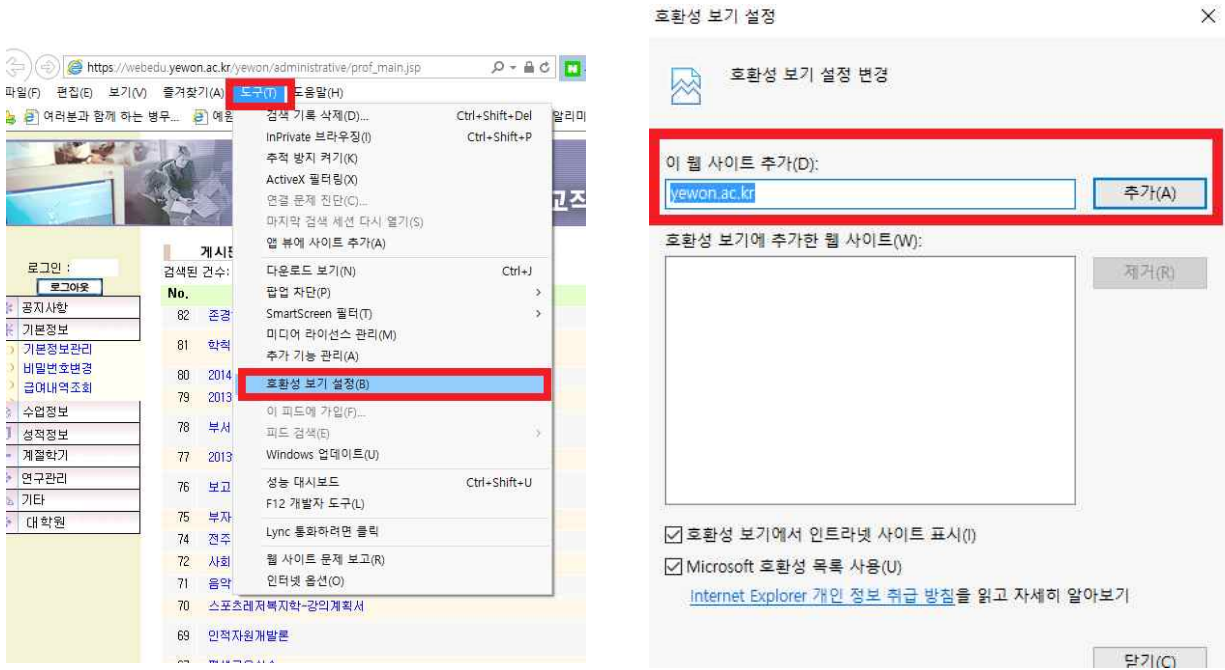 https://webedu.yewon.ac.kr/yewon/administrative/prof_main.jsp
파일(F) 편집(E) 보기(V) 즐겨찾기(A) 도구(T) 도움말(H)
여러분과 함께 하는 병무... 예원
알리미
검색 기록 삭제(D)... Ctrl+Shift+Del
InPrivate 브라우징(I) Ctrl+Shift+P
추적 방지 켜기(K)
ActiveX 필터링(X)
연결 문제 진단(C)...
마지막 검색 세션 다시 열기(S)
앱 뷰에 사이트 추가(A)
다운로드 보기(N) Ctrl+J
팝업 차단(P)
SmartScreen 필터(T)
미디어 라이선스 관리(M)
추가 기능 관리(A)
호환성 보기 설정(B)
이 피드에 가입(F)...
피드 검색(E)
Windows 업데이트(U)
성능 대시보드 Ctrl+Shift+U
F12 개발자 도구(L)
Lync 통화하려면 클릭
웹 사이트 문제 보고(R)
인터넷 옵션(O)
교직
로그인 :
로그아웃
공지사항
기본정보
기본정보관리
비밀번호변경
급여내역조회
수업정보
성적정보
계절학기
연구관리
기타
대학원
게시판
검색된 건수:
No.
82 존경
81 학칙
80 2014
79 2013
78 부서
77 2013
76 보고
75 부자
74 전주
72 사회
71 음악
70 스포츠레저복지학-강의계획서
69 인적자원개발론
호환성 보기 설정
호환성 보기 설정 변경
이 웹 사이트 추가(D):
yewon.ac.kr 추가(A)
호환성 보기에 추가한 웹 사이트(W):
제거(R)
호환성 보기에서 인트라넷 사이트 표시(I)
Microsoft 호환성 목록 사용(U)
Internet Explorer 개인 정보 취급 방침을 읽고 자세히 알아보기
닫기(C)